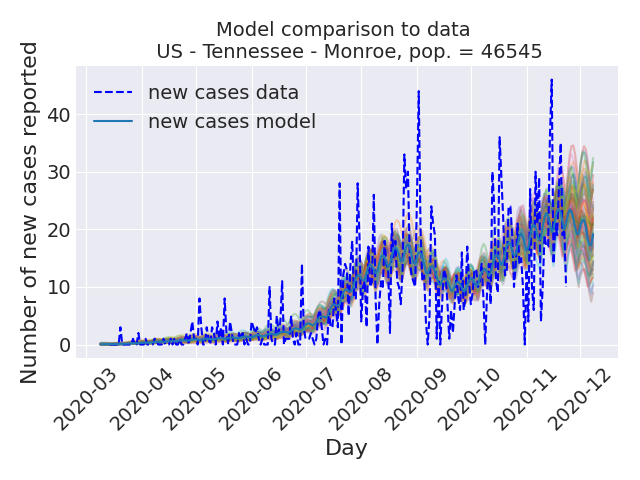 Model comparison to data
US - Tennessee - Monroe, pop. = 46545
new cases data
new cases model
Number of new cases reported
40
30
20
10
0
2020-03
2020-04
2020-05
2020-06
2020-07
2020-08
2020-09
2020-10
2020-11
2020-12
Day